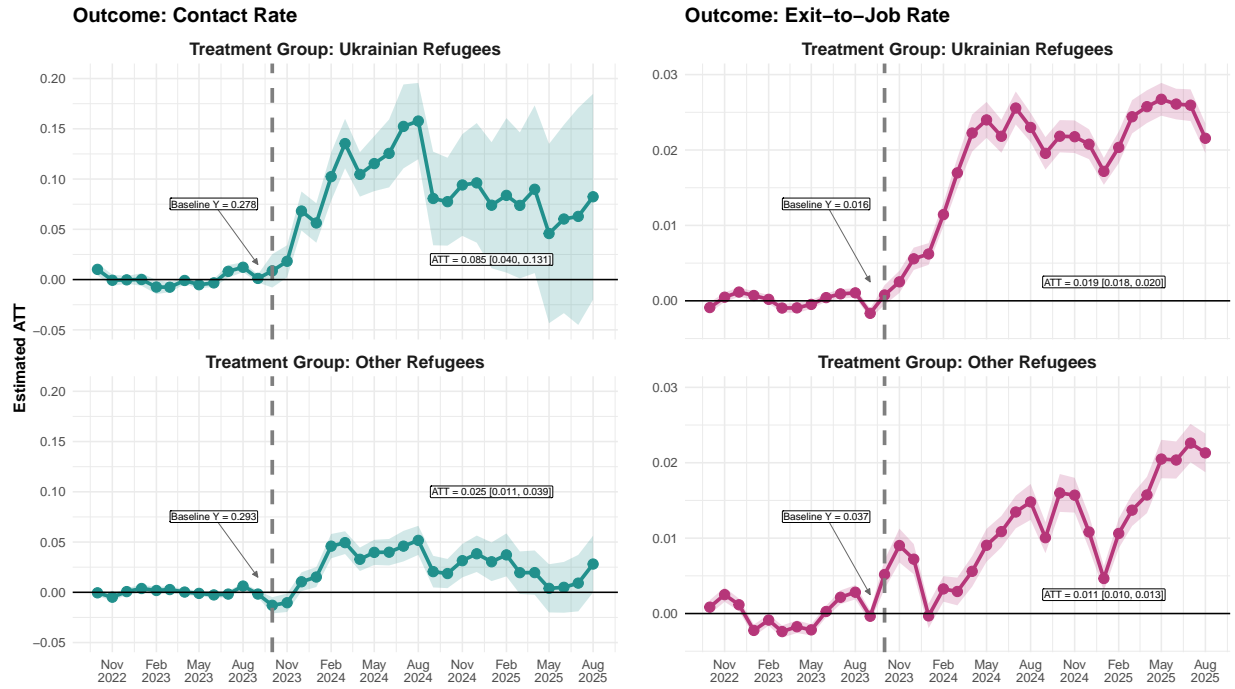 Outcome: Contact Rate
Treatment Group: Ukrainian Refugees
0.20
0.15
0.10
0.05
0.00
−0.05
Baseline Y = 0.278
ATT = 0.085 [0.040, 0.131]
Treatment Group: Other Refugees
0.20
0.15
0.10
0.05
0.00
−0.05
Baseline Y = 0.293
ATT = 0.025 [0.011, 0.039]
Nov 2022
Feb 2023
May 2023
Aug 2023
Nov 2023
Feb 2024
May 2024
Aug 2024
Nov 2024
Feb 2025
May 2025
Aug 2025
Estimated ATT
Outcome: Exit−to−Job Rate
Treatment Group: Ukrainian Refugees
0.03
0.02
0.01
0.00
Baseline Y = 0.016
ATT = 0.019 [0.018, 0.020]
Treatment Group: Other Refugees
0.03
0.02
0.01
0.00
Baseline Y = 0.037
ATT = 0.011 [0.010, 0.013]
Nov 2022
Feb 2023
May 2023
Aug 2023
Nov 2023
Feb 2024
May 2024
Aug 2024
Nov 2024
Feb 2025
May 2025
Aug 2025